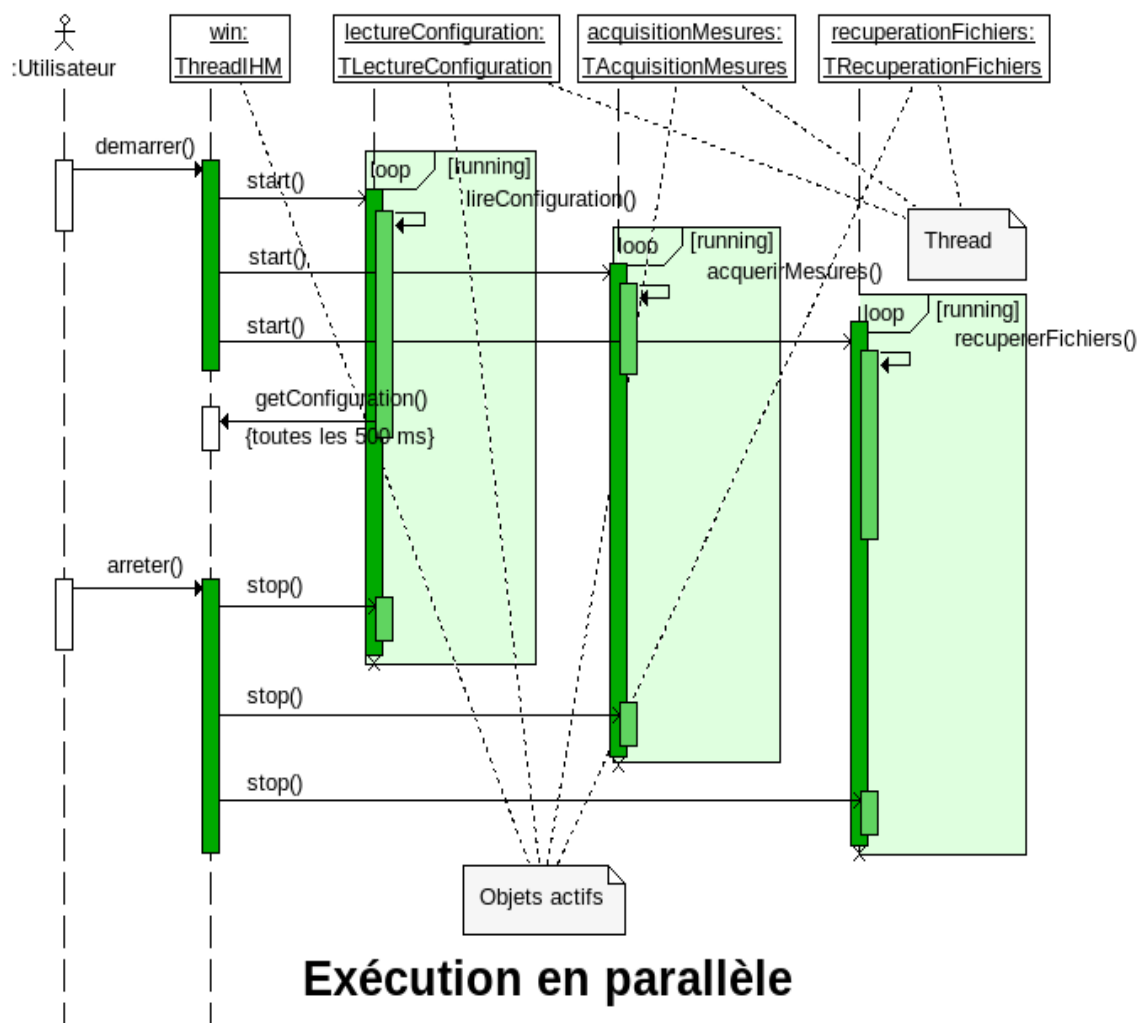 :Utilisateur
win:
ThreadIHM
lectureConfiguration:
TLectureConfiguration
acquisitionMesures:
TAcquisitionMesures
recuperationFichiers:
TRecuperationFichiers
demarrer()
start()
loop
[running]
lireConfiguration()
Thread
start()
loop
[running]
acquerirMesures()
start()
loop
[running]
recupererFichiers()
getConfiguration()
{toutes les 500 ms}
arreter()
stop()
stop()
stop()
Objets actifs
Exécution en parallèle